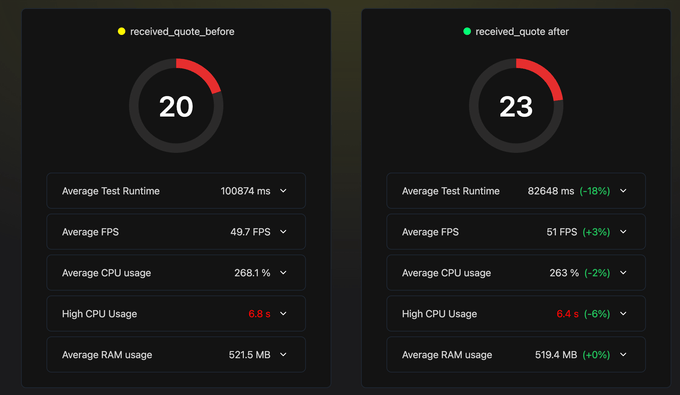 received_quote_before
20
Average Test Runtime 100874 ms
Average FPS 49.7 FPS
Average CPU usage 268.1 %
High CPU Usage 6.8 s
Average RAM usage 521.5 MB
received_quote after
23
Average Test Runtime 82648 ms (-18%)
Average FPS 51 FPS (+3%)
Average CPU usage 263 % (-2%)
High CPU Usage 6.4 s (-6%)
Average RAM usage 519.4 MB (+0%)